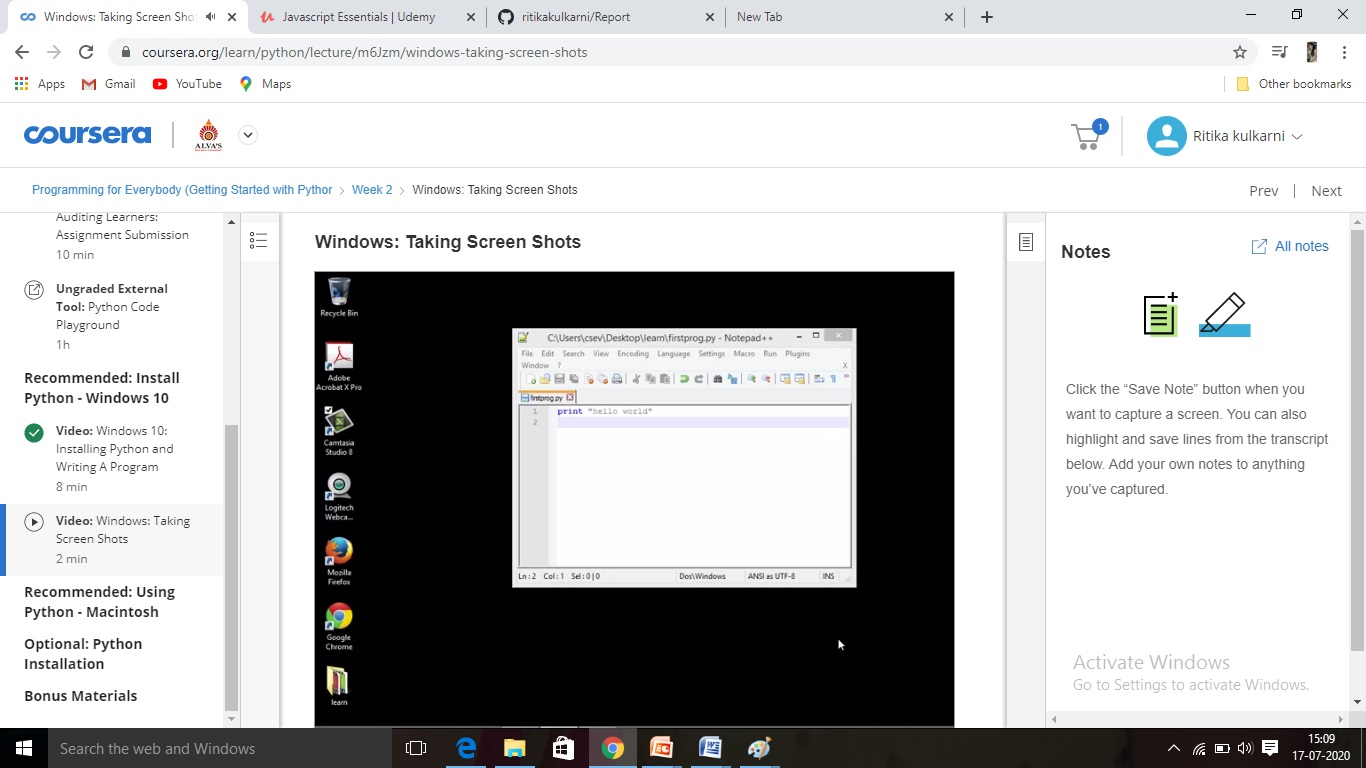 Windows: Taking Screen Sho
Javascript Essentials | Udemy
ritikakulkarni/Report
New Tab
coursera.org/learn/python/lecture/m6Jzm/windows-taking-screen-shots
Apps
Gmail
YouTube
Maps
Other bookmarks
coursera
ALVA'S
1
Ritika kulkarni
Programming for Everybody (Getting Started with Python
Week 2
Windows: Taking Screen Shots
Prev | Next
Auditing Learners:
Assignment Submission
10 min
Ungraded External
Tool: Python Code
Playground
1h
Recommended: Install
Python - Windows 10
Video: Windows 10:
Installing Python and
Writing A Program
8 min
Video: Windows: Taking
Screen Shots
2 min
Recommended: Using
Python - Macintosh
Optional: Python
Installation
Bonus Materials
Windows: Taking Screen Shots
Recycle Bin
Adobe
Acrobat X Pro
Camtasia
Studio 8
Logitech
Webca...
Mozilla
Firefox
Google
Chrome
learn
C:\Users\csev\Desktop\learn\firstprog.py - Notepad++
File Edit Search View Encoding Language Settings Macro Run Plugins
Window ? X
firstprog.py
1 print "hello world"
2
Ln:2 Col:1 Sel:0|0 Dos\Windows ANSI as UTF-8 INS
Notes
All notes
Click the “Save Note” button when you
want to capture a screen. You can also
highlight and save lines from the transcript
below. Add your own notes to anything
you’ve captured.
Activate Windows
Go to Settings to activate Windows.
Search the web and Windows
15:09
17-07-2020